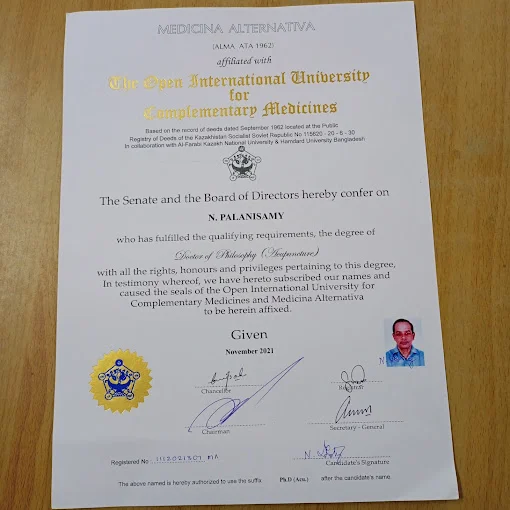 MEDICINA ALTERNATIVA
(ALMA, ATA 1962)
affiliated with
The Open International University
for
Complementary Medicines
Based on the record of deeds dated September 1962 located at the Public
Registry of Deeds of the Kazakhistan Socialist Soviet Republic No 115620 - 20 - 6 - 30
In collaboration with Al-Farabi Kazakh National University & Hamdard University Bangladesh
The Senate and the Board of Directors hereby confer on
N. PALANISAMY
who has fulfilled the qualifying requirements, the degree of
Doctor of Philosophy (Acupuncture)
with all the rights, honours and privileges pertaining to this degree,
In testimony whereof, we have hereto subscribed our names and
caused the seals of the Open International University for
Complementary Medicines and Medicina Alternativa
to be herein affixed.
Given
November 2021
Chancellor
Registrar
Chairman
Secretary - General
Registered No
Candidate's Signature
The above named is hereby authorized to use the suffix Ph.D (Acu.) after the candidate's name.